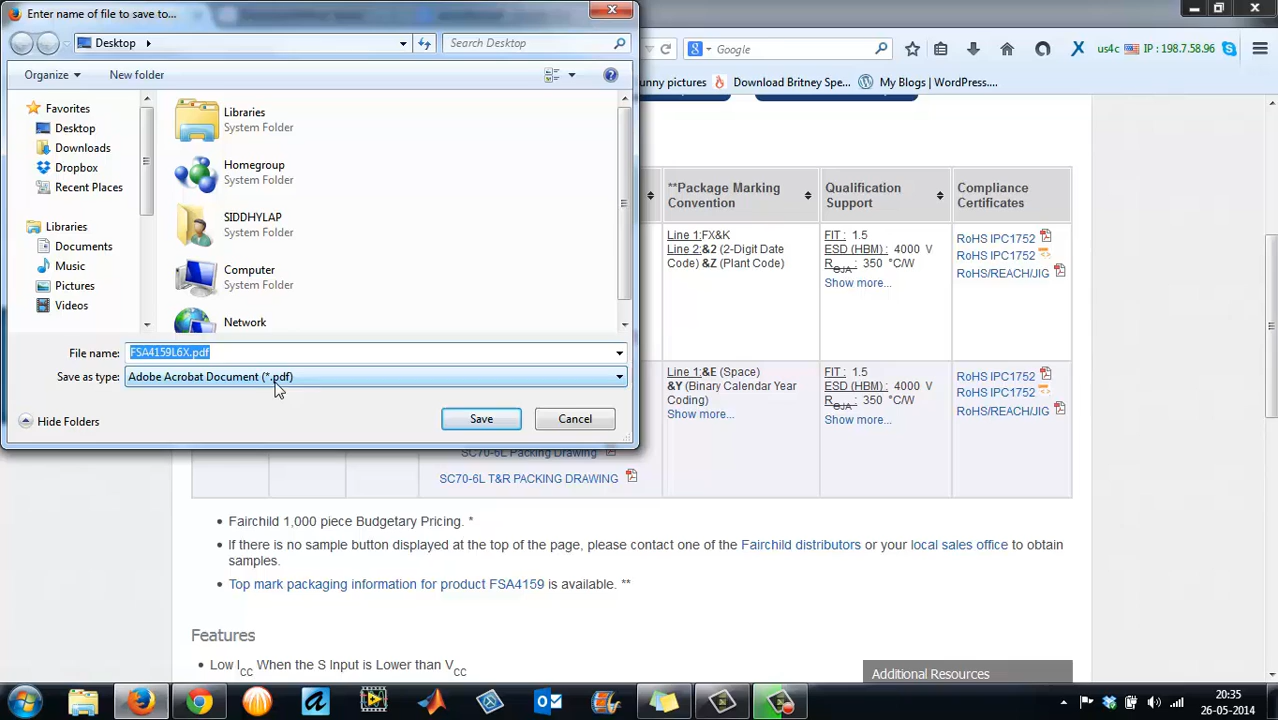 Enter name of file to save to...
Desktop
Search Desktop
Organize
New folder
Favorites
Desktop
Downloads
Dropbox
Recent Places
Libraries
Documents
Music
Pictures
Videos
Libraries
System Folder
Homegroup
System Folder
SIDDHYLAP
Computer
System Folder
Network
File name:
FSA4159L6X.pdf
Save as type:
Adobe Acrobat Document (*.pdf)
Hide Folders
Save
Cancel
Google
us4c
IP : 198.7.58.96
unny pictures
Download Britney Spe...
My Blogs | WordPress....
**Package Marking
Convention
Qualification
Support
Compliance
Certificates
Line 1:FX&K
Line 2:&2 (2-Digit Date
Code) &Z (Plant Code)
FIT : 1.5
ESD (HBM) : 4000 V
RΘJA : 350 °C/W
Show more...
RoHS IPC1752
RoHS IPC1752
RoHS/REACH/JIG
Line 1:&E (Space)
&Y (Binary Calendar Year
Coding)
Show more...
FIT : 1.5
ESD (HBM) : 4000 V
RΘJA : 350 °C/W
Show more...
RoHS IPC1752
RoHS IPC1752
RoHS/REACH/JIG
SC70-6L Packing Drawing
SC70-6L T&R PACKING DRAWING
• Fairchild 1,000 piece Budgetary Pricing. *
• If there is no sample button displayed at the top of the page, please contact one of the Fairchild distributors or your local sales office to obtain
samples.
• Top mark packaging information for product FSA4159 is available. **
Features
• Low ICC When the S Input is Lower than VCC
Additional Resources
20:35
26-05-2014